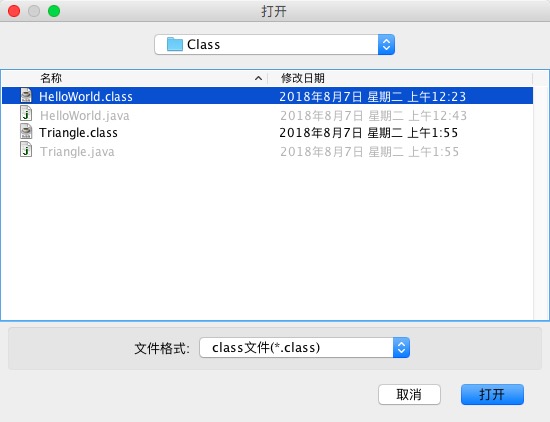 打开
Class
名称 修改日期
HelloWorld.class 2018年8月7日 星期二 上午12:23
HelloWorld.java 2018年8月7日 星期二 上午12:43
Triangle.class 2018年8月7日 星期二 上午1:55
Triangle.java 2018年8月7日 星期二 上午1:55
文件格式: class文件(*.class)
取消 打开